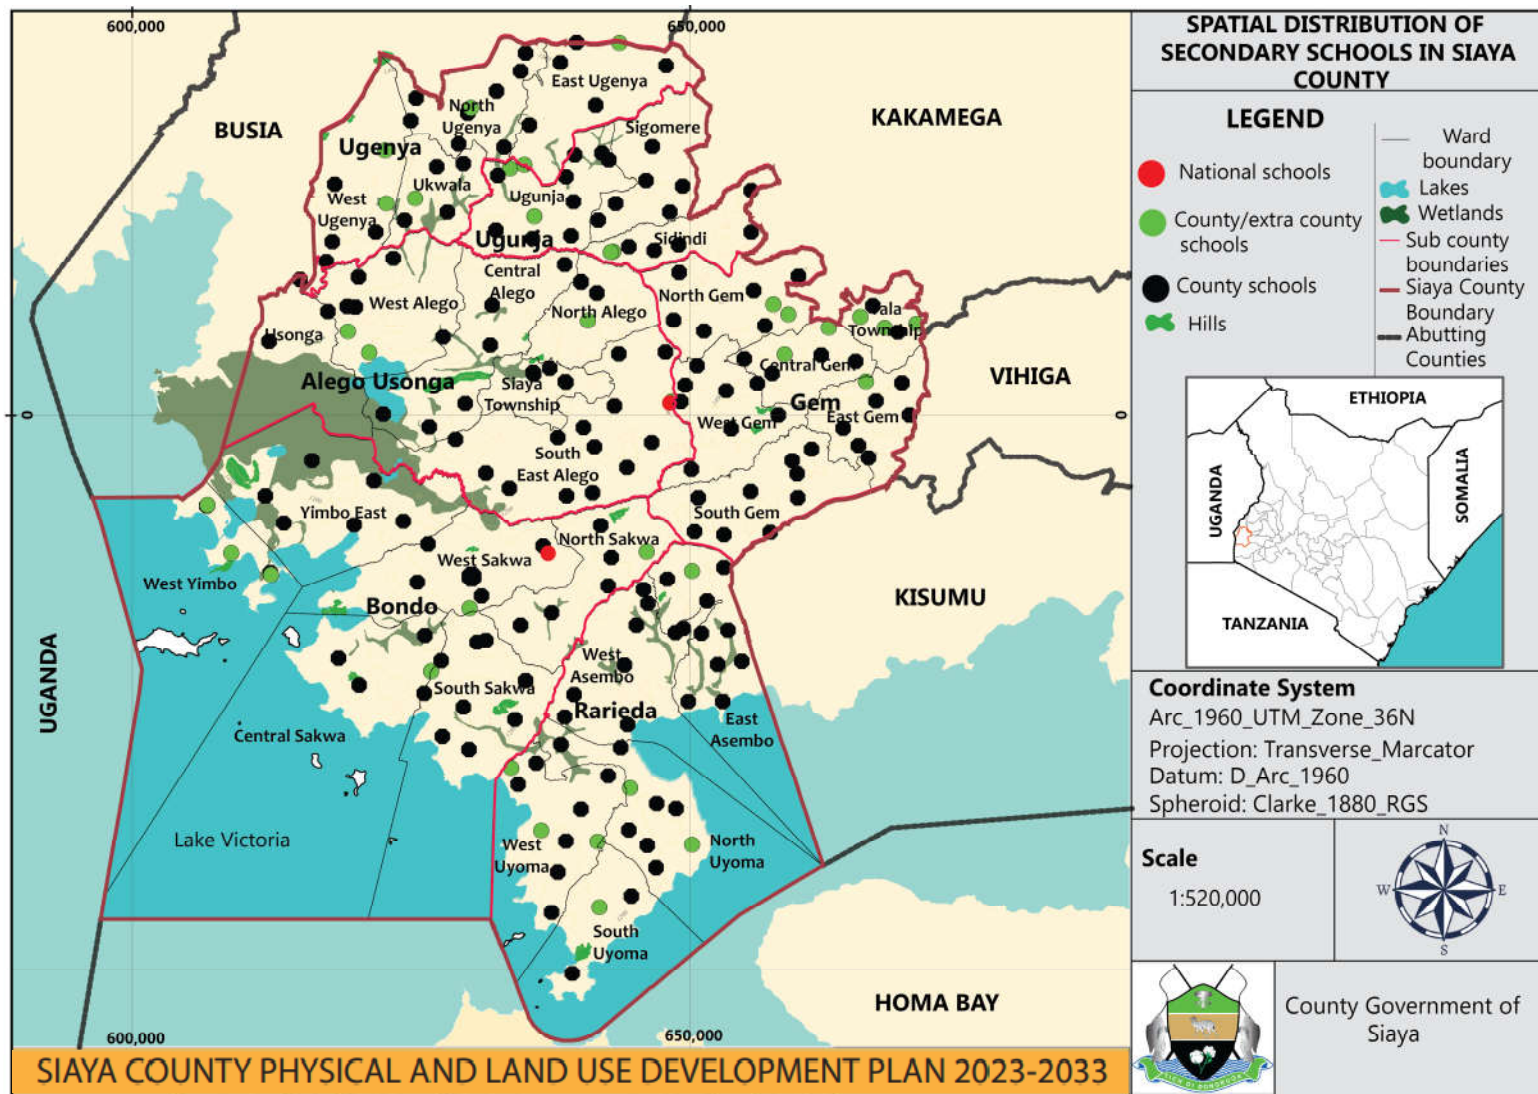 600,000
650,000
SPATIAL DISTRIBUTION OF
SECONDARY SCHOOLS IN SIAYA
COUNTY
LEGEND
National schools
County/extra county
schools
County schools
Hills
Ward
boundary
Lakes
Wetlands
Sub county
boundaries
Siaya County
Boundary
Abutting
Counties
BUSIA
KAKAMEGA
VIHIGA
KISUMU
HOMA BAY
UGANDA
East Ugenya
North
Ugenya
Ugenya
Sigomere
Ukwala
West
Ugenya
Ugunja
Ugunja
Sidindi
Central
Alego
West Alego
North Alego
North Gem
Yala
Township
Usonga
Central Gem
Alego Usonga
Siaya
Township
Gem
West Gem
East Gem
0
0
South
East Alego
South Gem
Yimbo East
North Sakwa
West Sakwa
West Yimbo
Bondo
West
Asembo
South Sakwa
Rarieda
East
Asembo
Central Sakwa
Lake Victoria
West
Uyoma
North
Uyoma
South
Uyoma
600,000
650,000
ETHIOPIA
UGANDA
SOMALIA
TANZANIA
Coordinate System
Arc_1960_UTM_Zone_36N
Projection: Transverse_Marcator
Datum: D_Arc_1960
Spheroid: Clarke_1880_RGS
Scale
1:520,000
N
W
E
S
County Government of
Siaya
SIAYA COUNTY PHYSICAL AND LAND USE DEVELOPMENT PLAN 2023-2033